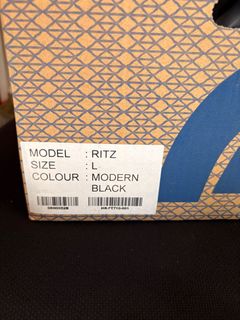 MODEL : RITZ
SIZE : L
COLOUR : MODERN
BLACK